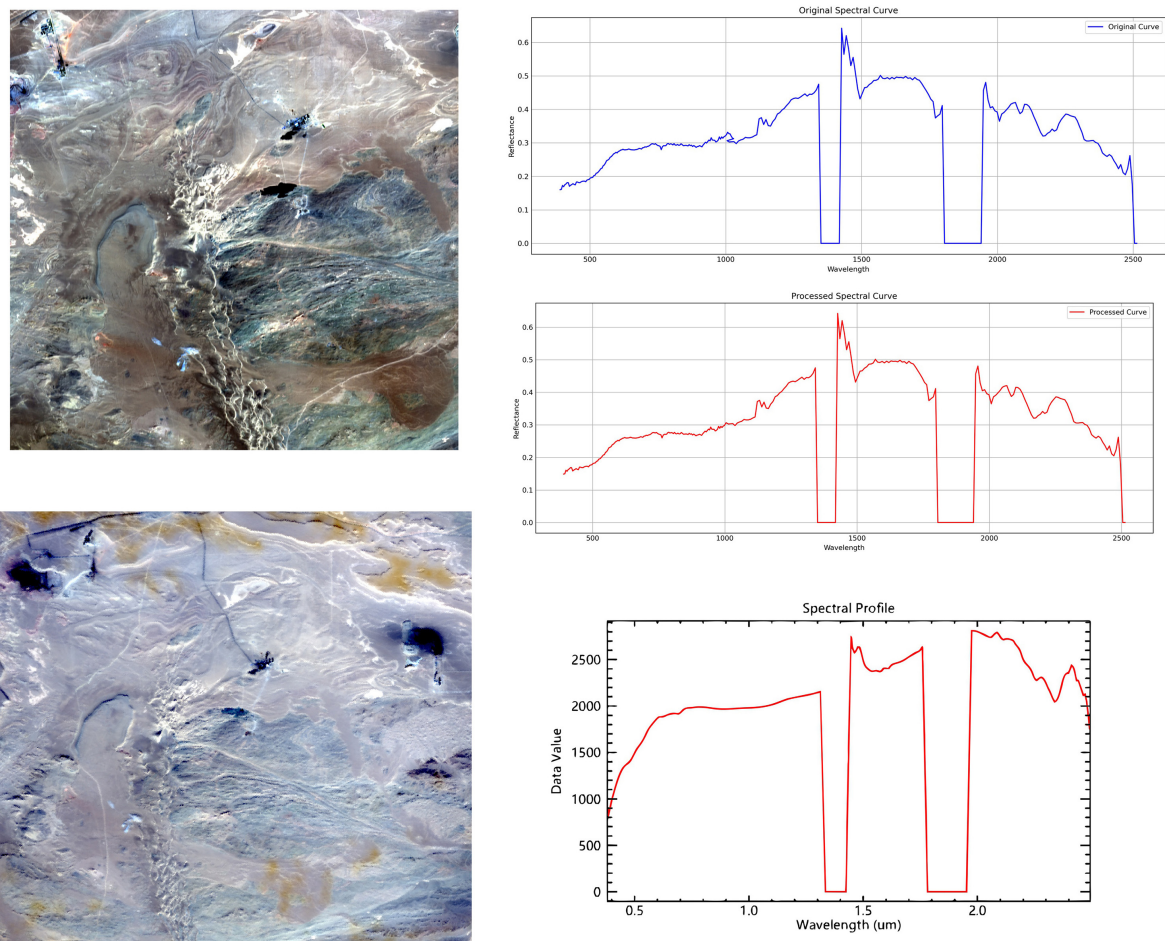 Original Spectral Curve
Original Curve
0.6
0.5
0.4
0.3
0.2
0.1
0.0
Reflectance
500 1000 1500 2000 2500
Wavelength
Processed Spectral Curve
Processed Curve
0.6
0.5
0.4
0.3
0.2
0.1
0.0
Reflectance
500 1000 1500 2000 2500
Wavelength
Spectral Profile
2500
2000
1500
1000
500
0
Data Value
0.5 1.0 1.5 2.0
Wavelength (um)